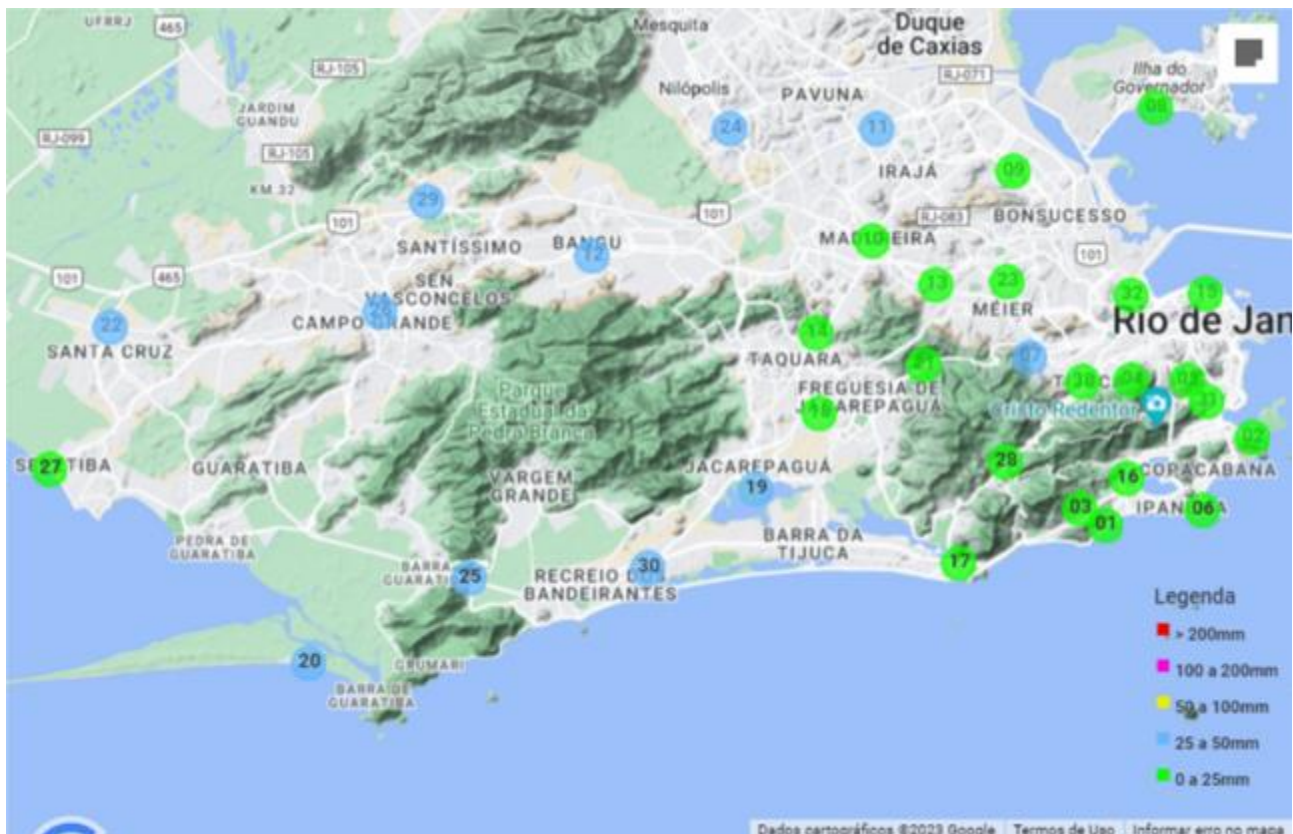 UFRRJ
465
Mesquita
Duque
de Caxias
RJ-105
RJ-071
Ilha do
Governador
Nilópolis
PAVUNA
JARDIM
GUANDU
08
RJ-099
24
11
RJ-105
IRAJÁ
09
KM 32
29
101
101
RJ-083
BONSUCESSO
SANTÍSSIMO
BANGU
12
MADUREIRA
10
101
101
465
SEN
VASCONCELOS
13
23
MÉIER
32
15
22
CAMPO GRANDE
Rio de Jan
SANTA CRUZ
14
TAQUARA
07
Parque
Estadual da
Pedra Branca
FREGUESIA DE
JACAREPAGUÁ
18
04
Cristo Redentor
02
27
GUARATIBA
VARGEM
GRANDE
JACAREPAGUÁ
28
COPACABANA
16
19
03
01
IPANEMA
06
PEDRA DE
GUARATIBA
BARRA DA
TIJUCA
17
25
30
RECREIO DOS
BANDEIRANTES
20
GRUMARI
BARRA DE
GUARATIBA
Legenda
> 200mm
100 a 200mm
50 a 100mm
25 a 50mm
0 a 25mm
Dados cartográficos ©2023 Google
Termos de Uso
Informar erro no mapa